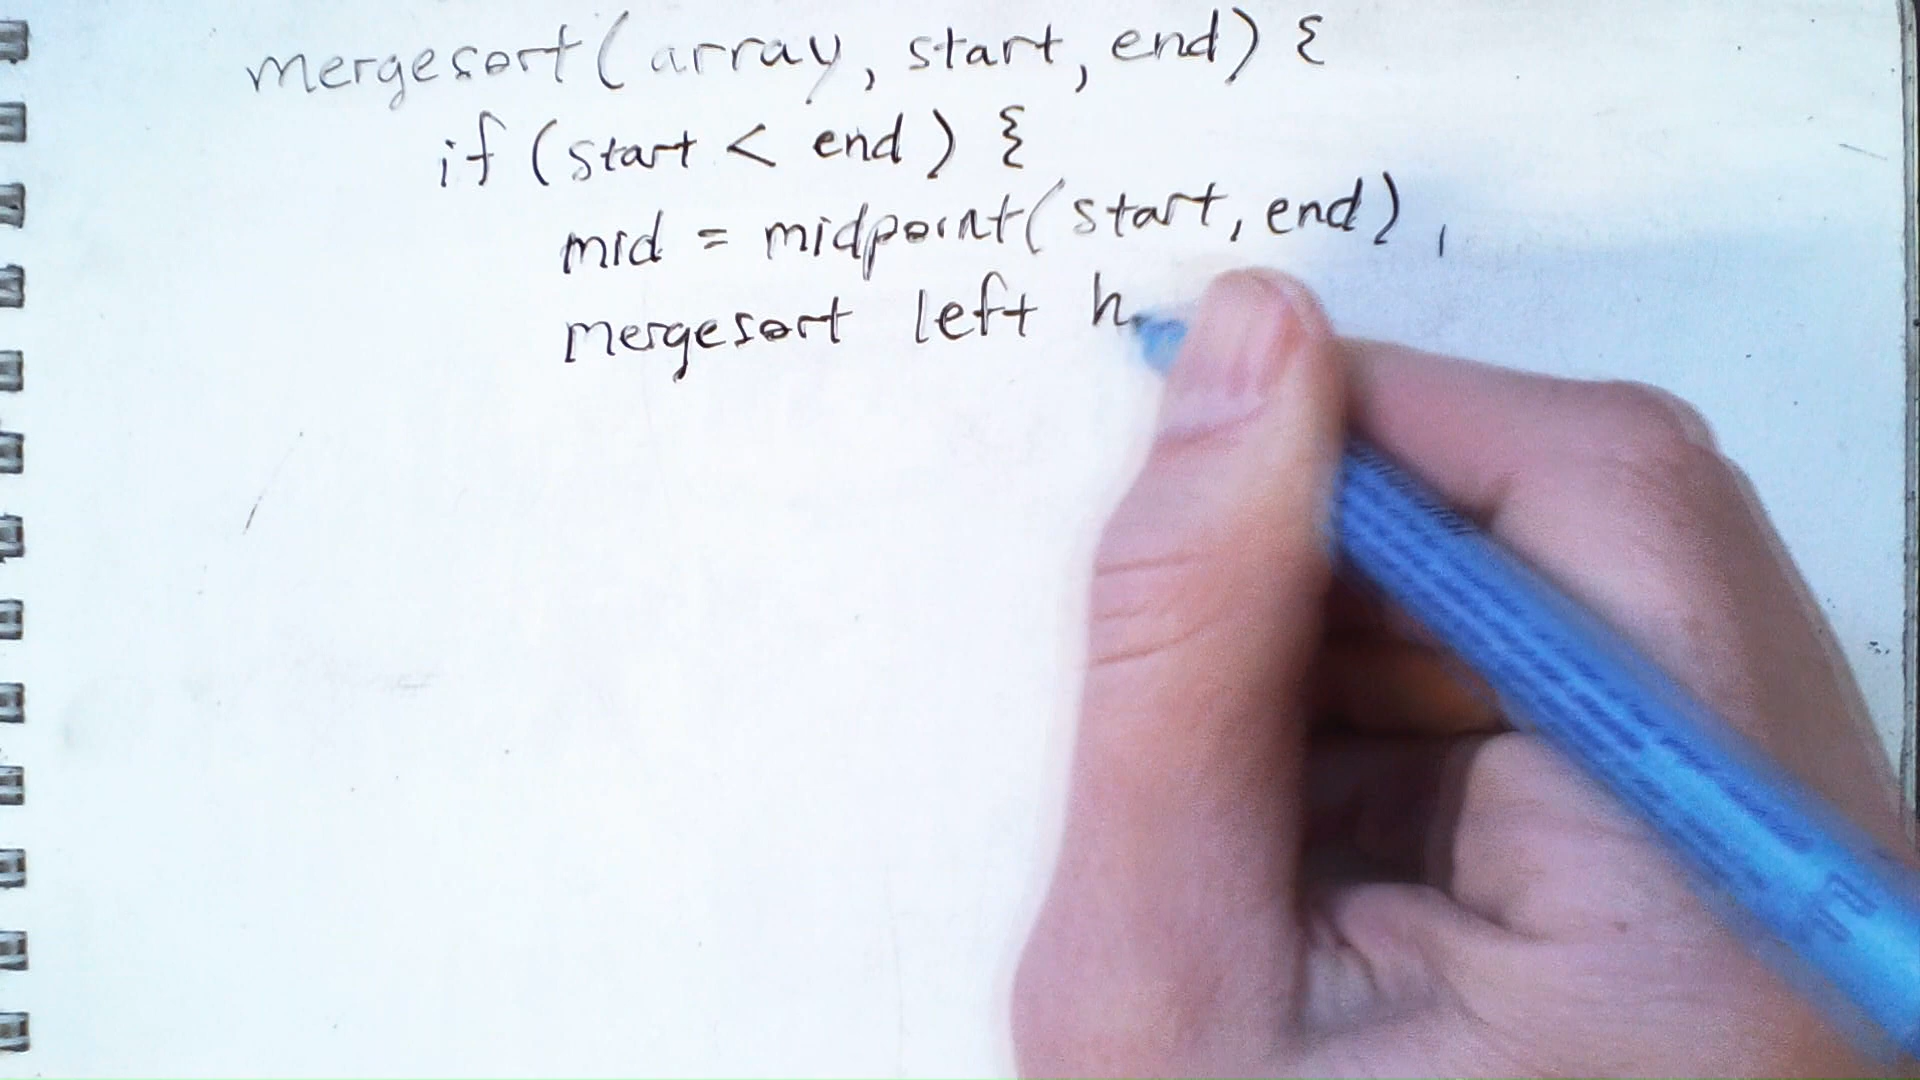 mergesort(array, start, end) {
if (start < end) {
mid = midpoint(start, end),
mergesort left h